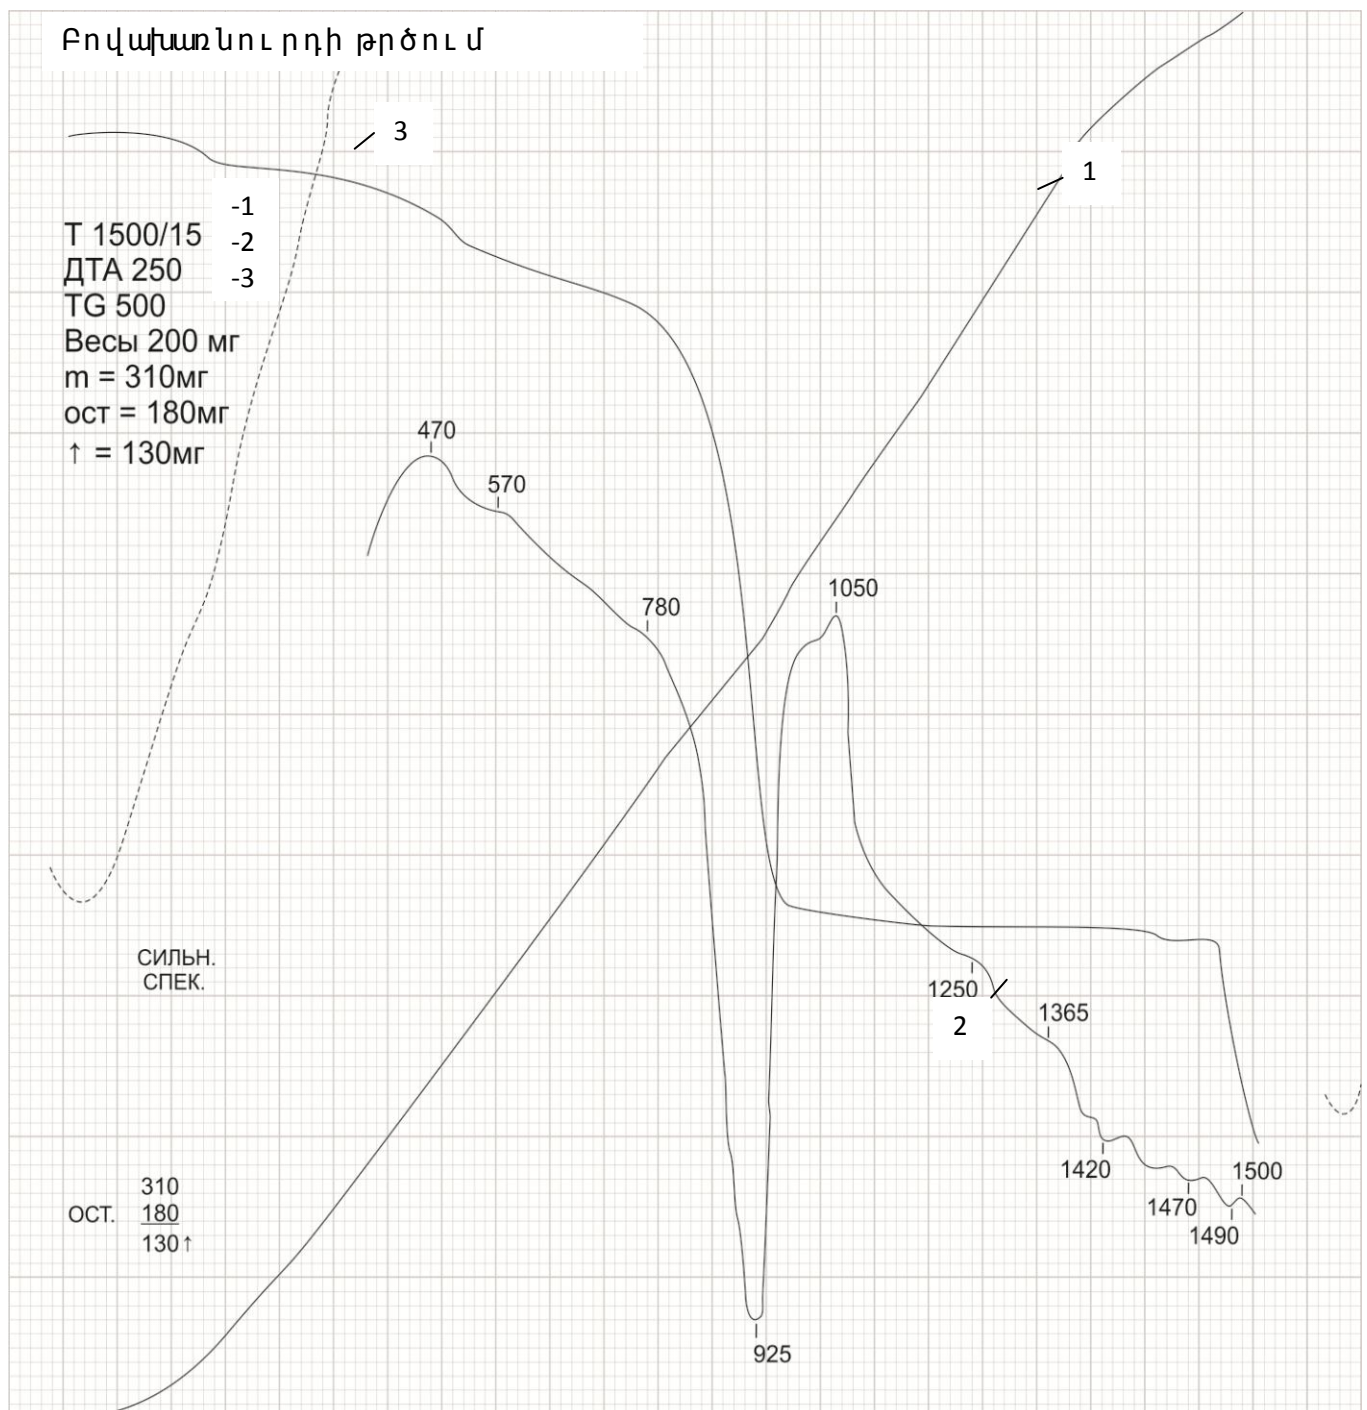 Բովախառնուրդի թրծում
3
1
-1
T 1500/15
-2
ДТА 250
-3
TG 500
Весы 200 мг
m = 310мг
ост = 180мг
↑ = 130мг
470
570
1050
780
СИЛЬН.
СПЕК.
1250
1365
2
1420
1500
310
1470
ОСТ. 180
1490
130↑
925